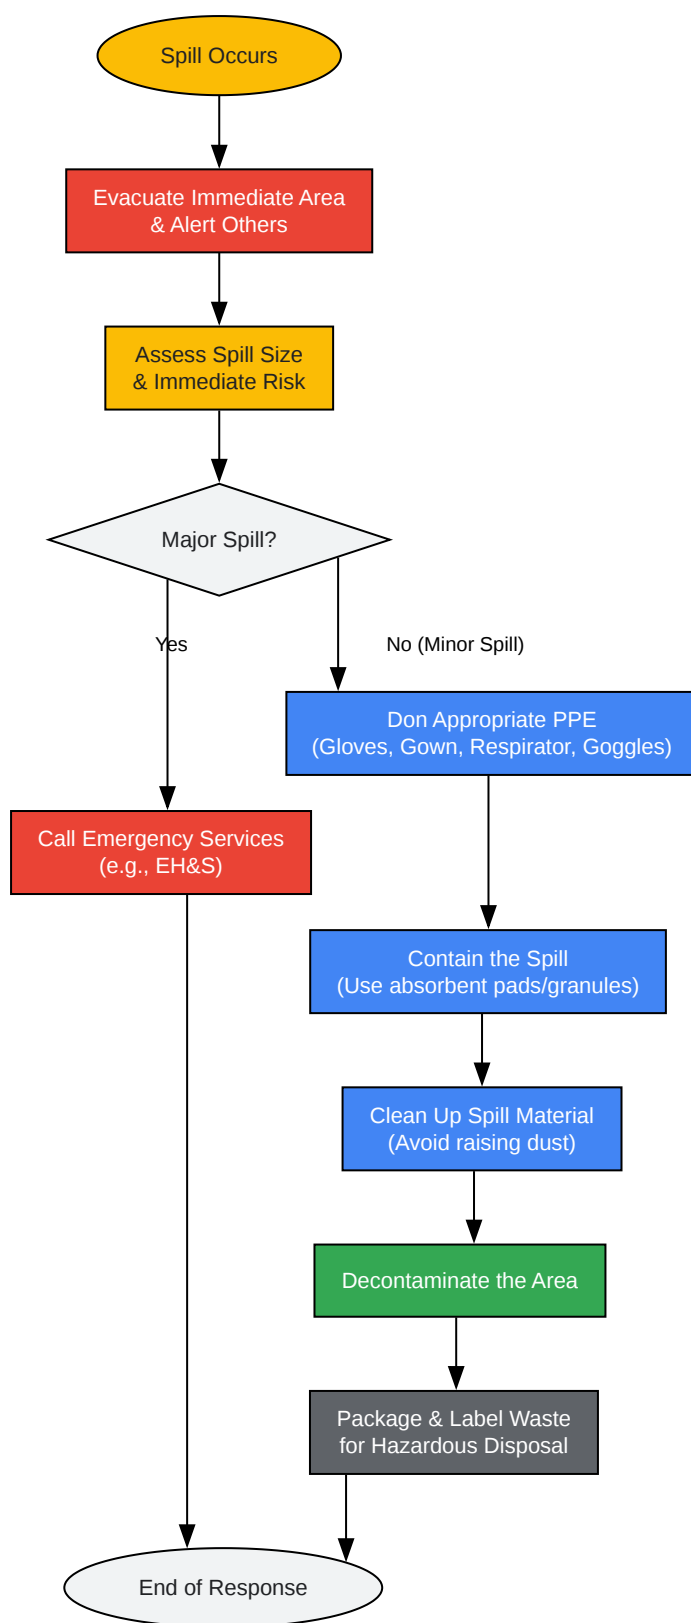 Spill Occurs
Evacuate Immediate Area
& Alert Others
Assess Spill Size
& Immediate Risk
Major Spill?
Yes
No (Minor Spill)
Don Appropriate PPE
(Gloves, Gown, Respirator, Goggles)
Call Emergency Services
(e.g., EH&S)
Contain the Spill
(Use absorbent pads/granules)
Clean Up Spill Material
(Avoid raising dust)
Decontaminate the Area
Package & Label Waste
for Hazardous Disposal
End of Response